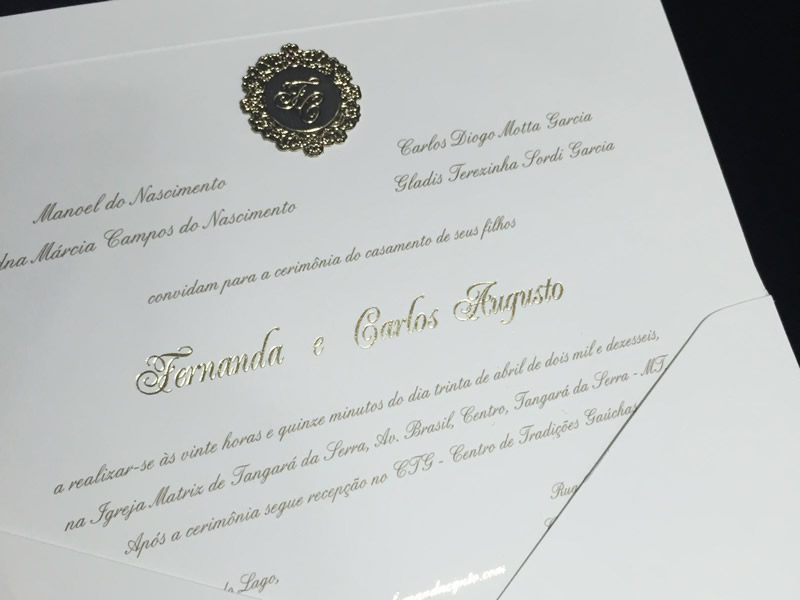 FC
Manoel do Nascimento
Márcia Campos do Nascimento
Carlos Diogo Motta Garcia
Gladis Terezinha Sordi Garcia
convidam para a cerimônia do casamento de seus filhos
Fernanda e Carlos Augusto
a realizar-se às vinte horas e quinze minutos do dia trinta de abril de dois mil e dezesseis,
na Igreja Matriz de Tangará da Serra, Av. Brasil, Centro, Tangará da Serra - MT.
Após a cerimônia segue recepção no CTG - Centro de Tradições Gaúchas
Lago,